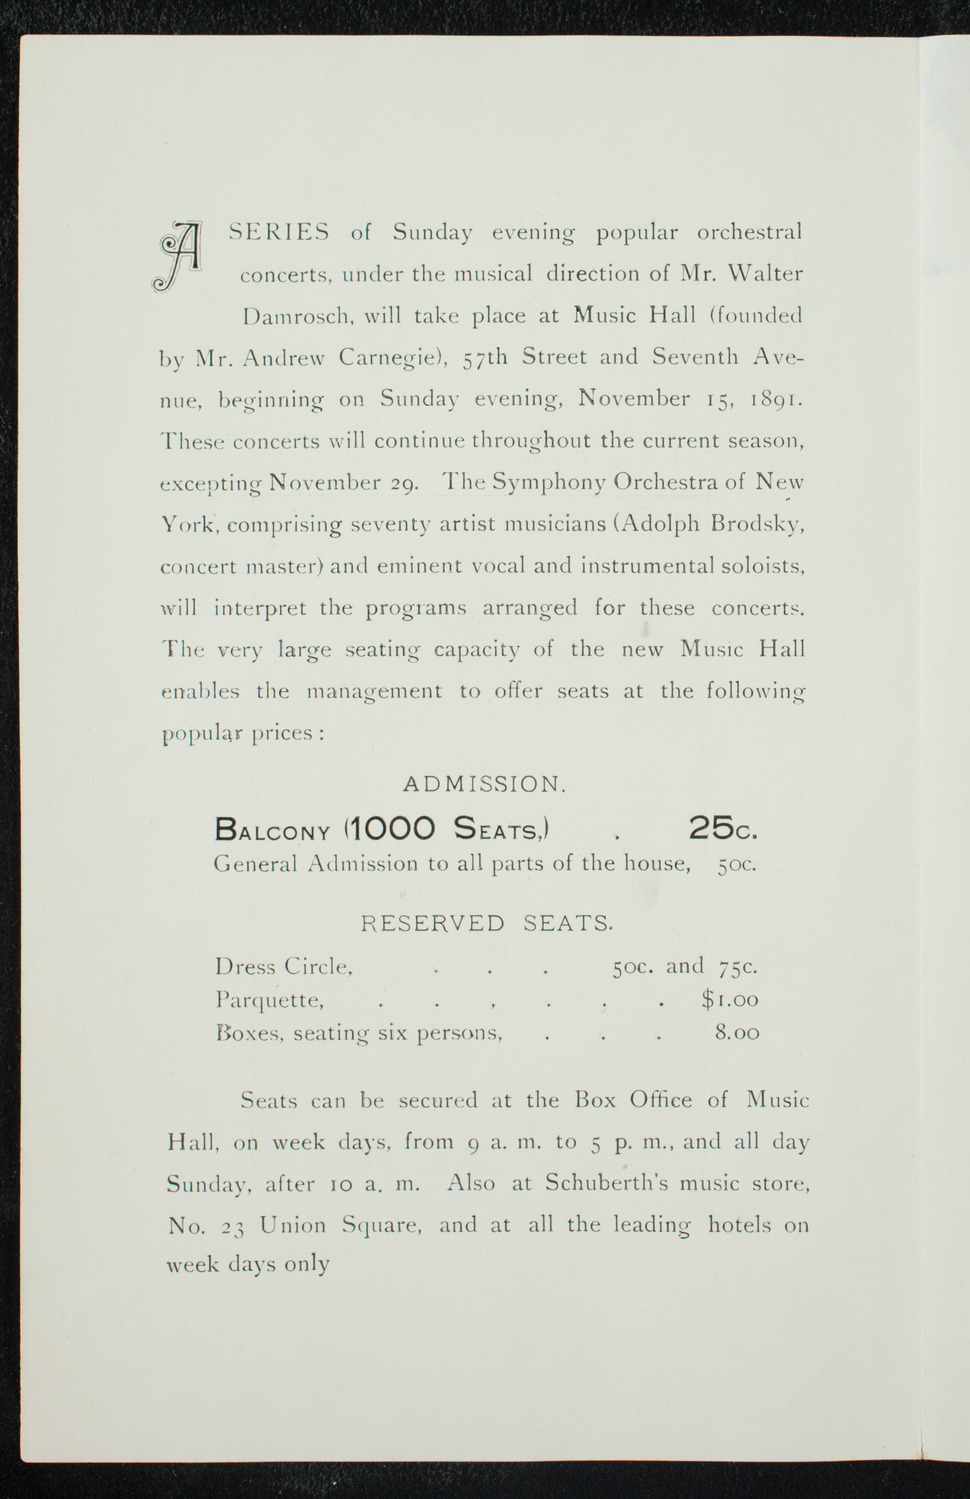 A SERIES of Sunday evening popular orchestral
concerts, under the musical direction of Mr. Walter
Damrosch, will take place at Music Hall (founded
by Mr. Andrew Carnegie), 57th Street and Seventh Ave-
nue, beginning on Sunday evening, November 15, 1891.
These concerts will continue throughout the current season,
excepting November 29. The Symphony Orchestra of New
York, comprising seventy artist musicians (Adolph Brodsky,
concert master) and eminent vocal and instrumental soloists,
will interpret the programs arranged for these concerts.
The very large seating capacity of the new Music Hall
enables the management to offer seats at the following
popular prices :
ADMISSION.
BALCONY (1000 SEATS,) . 25c.
General Admission to all parts of the house, 50c.
RESERVED SEATS.
Dress Circle, . . . 50c. and 75c.
Parquette, . . , . . . $1.00
Boxes, seating six persons, . . . 8.00
Seats can be secured at the Box Office of Music
Hall, on week days, from 9 a. m. to 5 p. m., and all day
Sunday, after 10 a. m. Also at Schuberth's music store,
No. 23 Union Square, and at all the leading hotels on
week days only